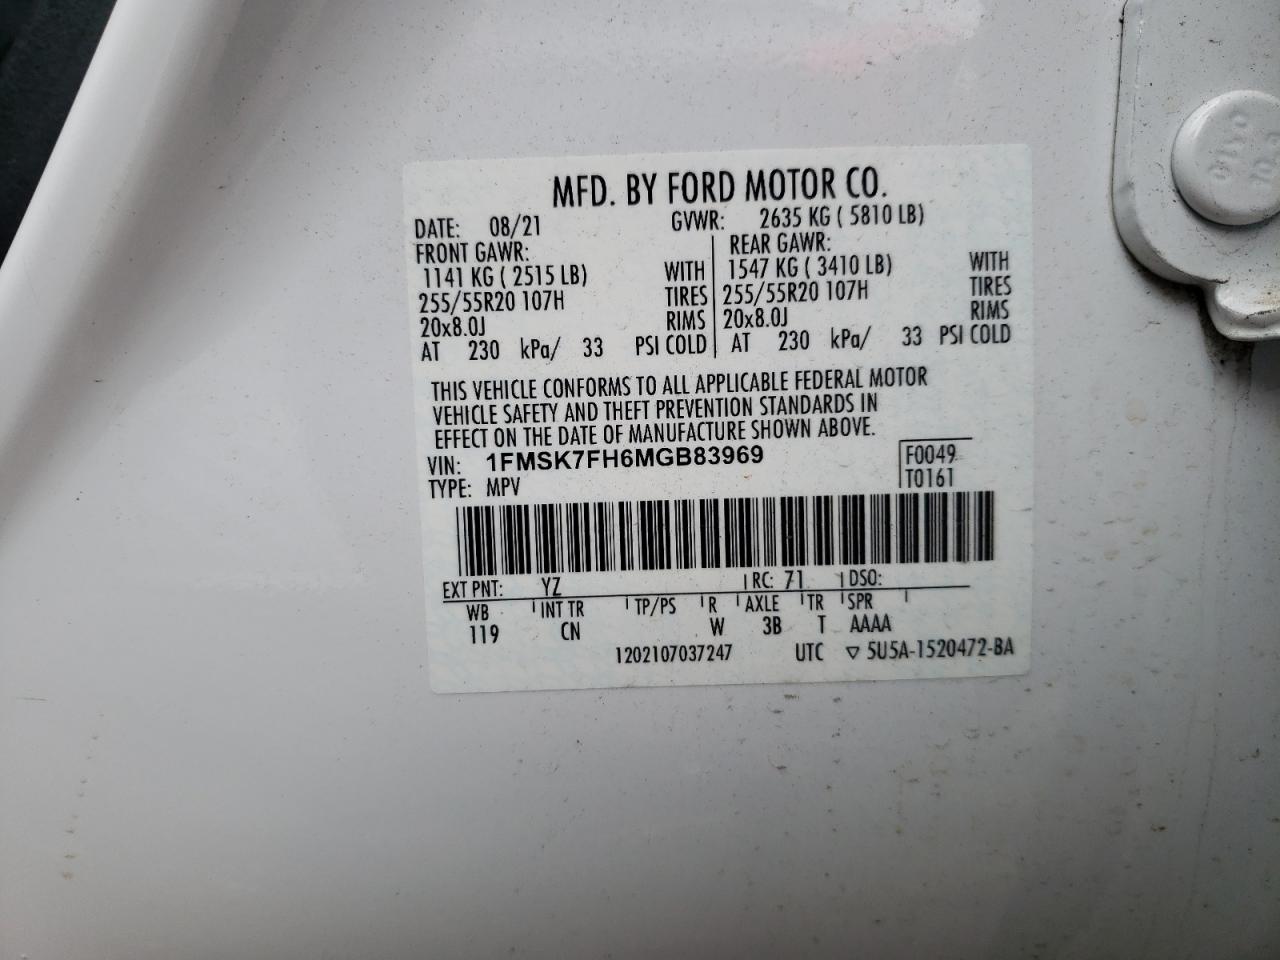 MFD. BY FORD MOTOR CO.
DATE: 08/21 GVWR: 2635 KG ( 5810 LB)
FRONT GAWR: REAR GAWR:
1141 KG ( 2515 LB) WITH 1547 KG ( 3410 LB) WITH
255/55R20 107H TIRES 255/55R20 107H TIRES
20x8.0J RIMS 20x8.0J RIMS
AT 230 kPa/ 33 PSI COLD AT 230 kPa/ 33 PSI COLD
THIS VEHICLE CONFORMS TO ALL APPLICABLE FEDERAL MOTOR
VEHICLE SAFETY AND THEFT PREVENTION STANDARDS IN
EFFECT ON THE DATE OF MANUFACTURE SHOWN ABOVE.
VIN: 1FMSK7FH6MGB83969 F0049
TYPE: MPV T0161
EXT PNT: YZ RC: 71 DSO:
WB INT TR TP/PS R AXLE TR SPR
119 CN W 3B T AAAA
1202107037247 UTC ▽ 5U5A-1520472-BA